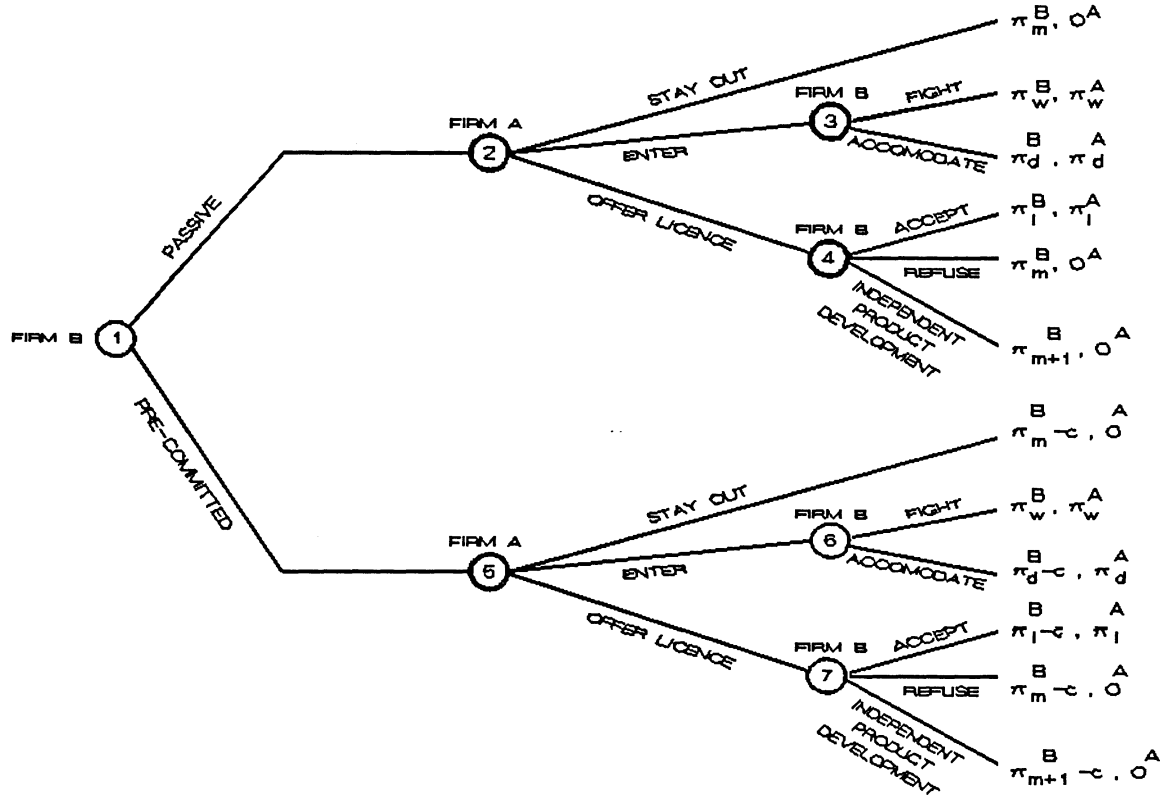 π_m^B, 0^A
STAY OUT
FIRM B
FIGHT
3
π_w^B, π_w^A
FIRM A
2
ENTER
ACCOMODATE
π_d^B, π_d^A
OFFER LICENCE
FIRM B
ACCEPT
4
π_l^B, π_l^A
REFUSE
π_m^B, 0^A
INDEPENDENT
PRODUCT
DEVELOPMENT
π_{m+1}^B, 0^A
PASSIVE
FIRM B
1
PRE-COMMITTED
π_m^B-c, 0^A
STAY OUT
FIRM B
FIGHT
6
π_w^B, π_w^A
FIRM A
5
ENTER
ACCOMODATE
π_d^B-c, π_d^A
OFFER LICENCE
FIRM B
ACCEPT
7
π_l^B-c, π_l^A
REFUSE
π_m^B-c, 0^A
INDEPENDENT
PRODUCT
DEVELOPMENT
π_{m+1}^B-c, 0^A